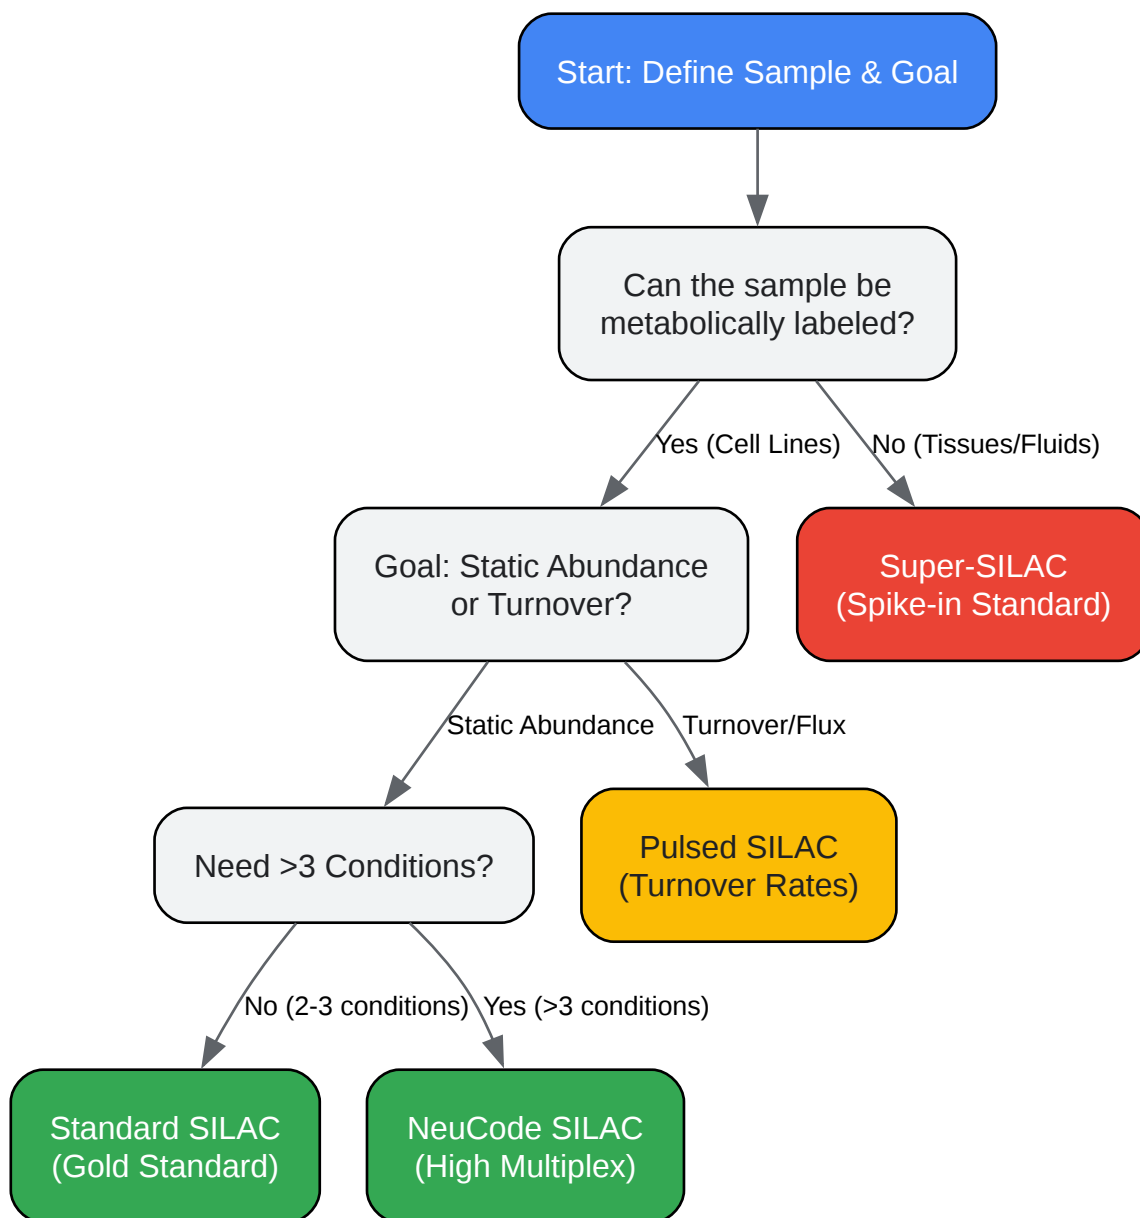 Start: Define Sample & Goal
Can the sample be
metabolically labeled?
Yes (Cell Lines)
No (Tissues/Fluids)
Goal: Static Abundance
or Turnover?
Super-SILAC
(Spike-in Standard)
Static Abundance
Turnover/Flux
Need >3 Conditions?
Pulsed SILAC
(Turnover Rates)
No (2-3 conditions)
Yes (>3 conditions)
Standard SILAC
(Gold Standard)
NeuCode SILAC
(High Multiplex)